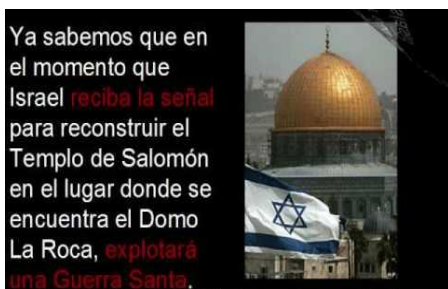 Ya sabemos que en
el momento que
Israel reciba la señal
para reconstruir el
Templo de Salomón
en el lugar donde se
encuentra el Domo
La Roca, explotará
una Guerra Santa.